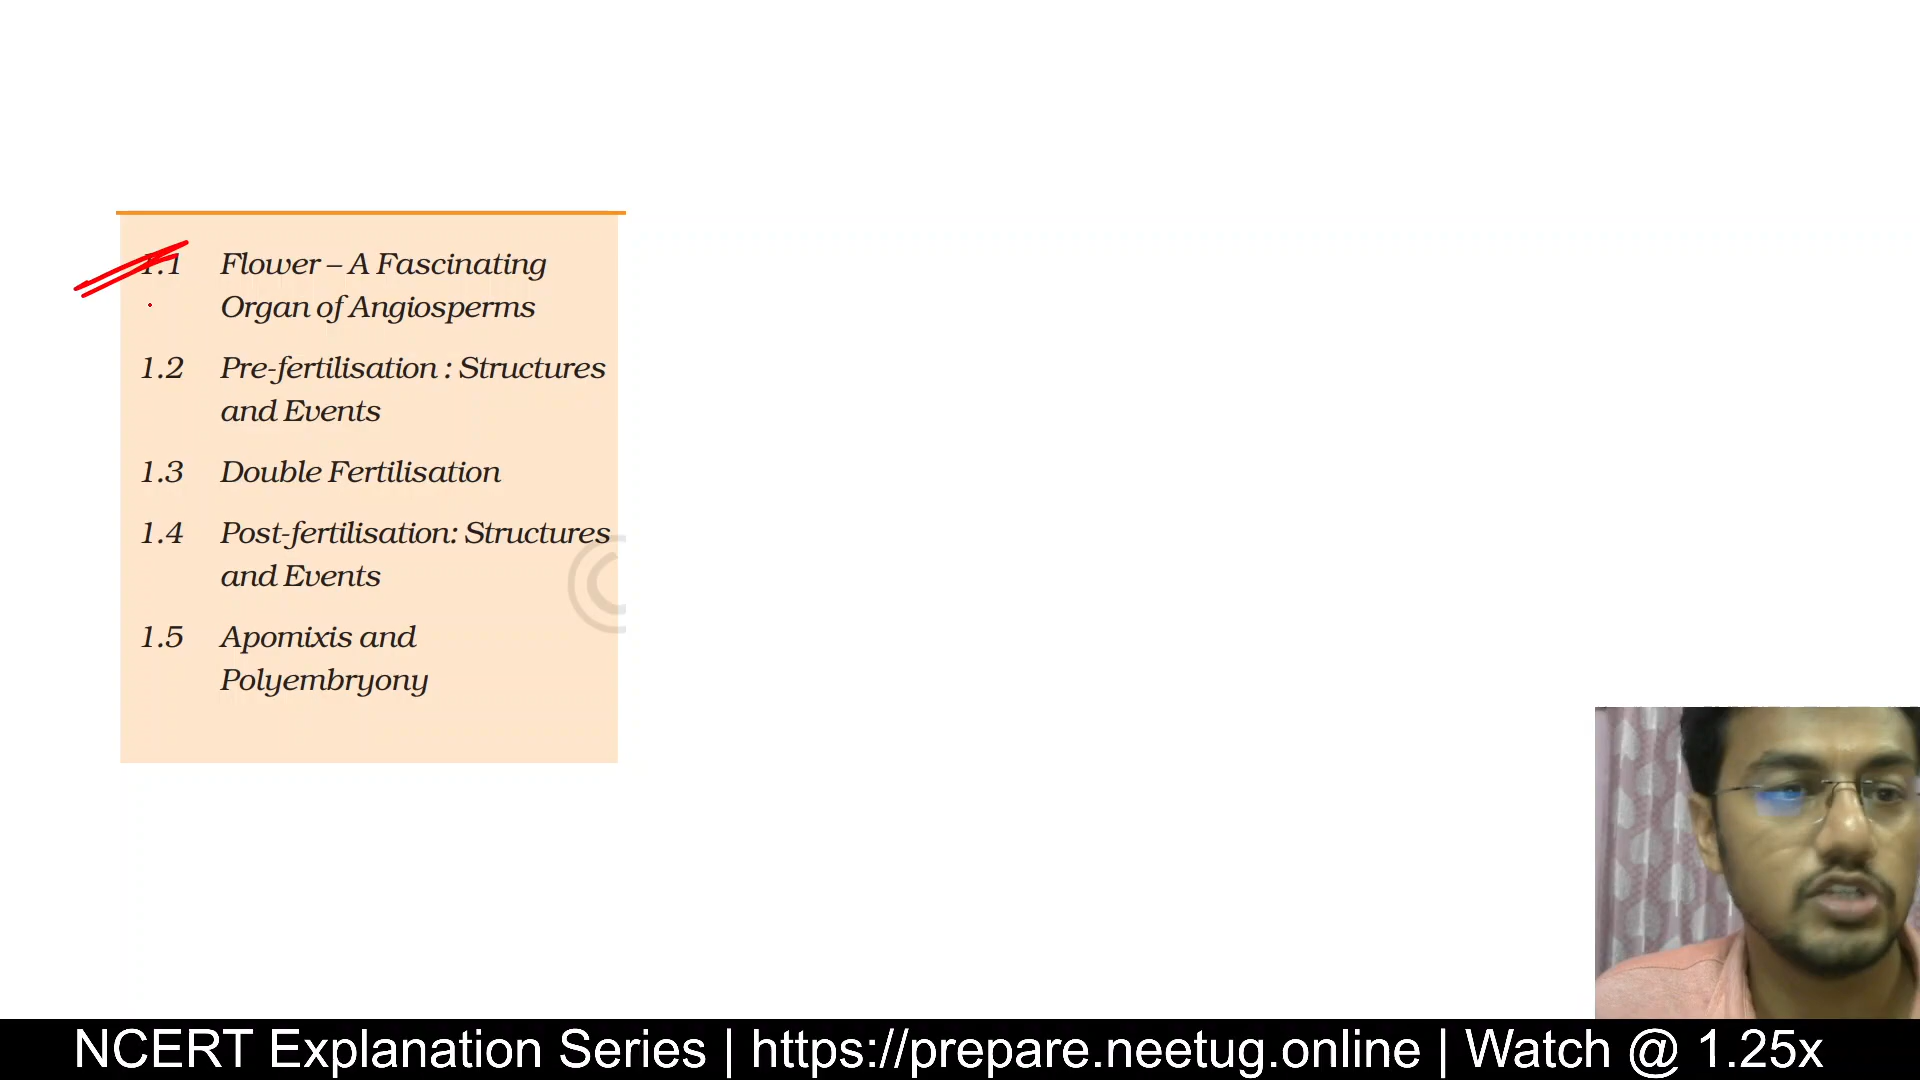 1.1 Flower – A Fascinating
Organ of Angiosperms
1.2 Pre-fertilisation : Structures
and Events
1.3 Double Fertilisation
1.4 Post-fertilisation: Structures
and Events
1.5 Apomixis and
Polyembryony
©
NCERT Explanation Series | https://prepare.neetug.online | Watch @ 1.25x